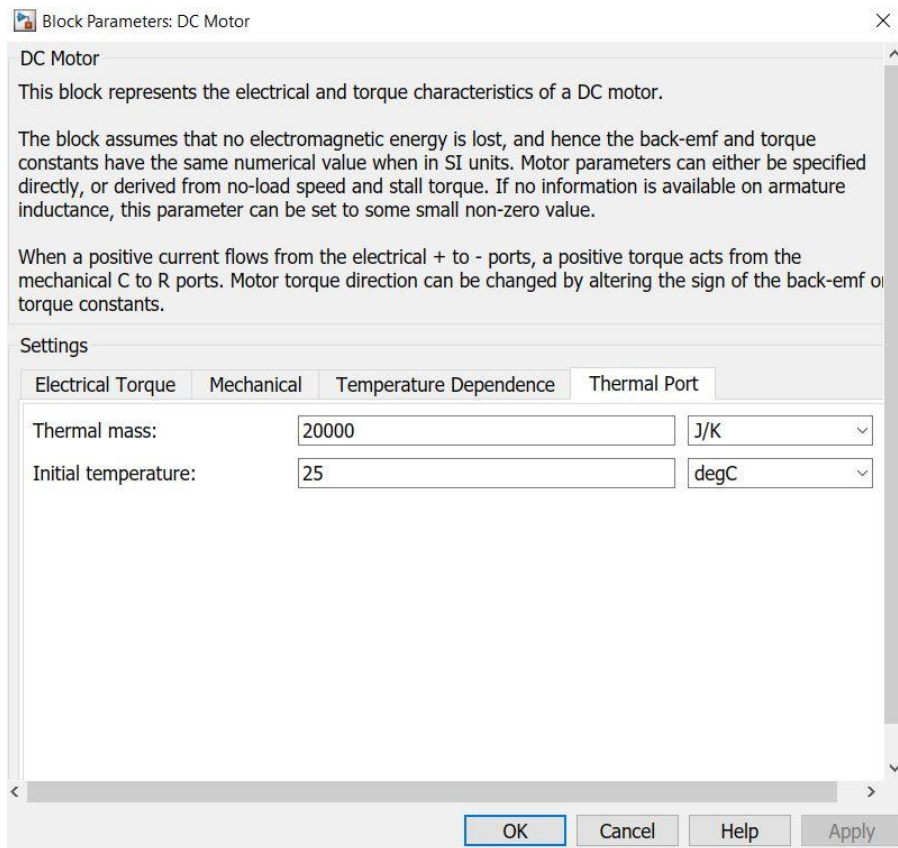 Block Parameters: DC Motor
DC Motor
This block represents the electrical and torque characteristics of a DC motor.
The block assumes that no electromagnetic energy is lost, and hence the back-emf and torque
constants have the same numerical value when in SI units. Motor parameters can either be specified
directly, or derived from no-load speed and stall torque. If no information is available on armature
inductance, this parameter can be set to some small non-zero value.
When a positive current flows from the electrical + to - ports, a positive torque acts from the
mechanical C to R ports. Motor torque direction can be changed by altering the sign of the back-emf or
torque constants.
Settings
Electrical Torque Mechanical Temperature Dependence Thermal Port
Thermal mass: 20000 J/K
Initial temperature: 25 degC
OK Cancel Help Apply